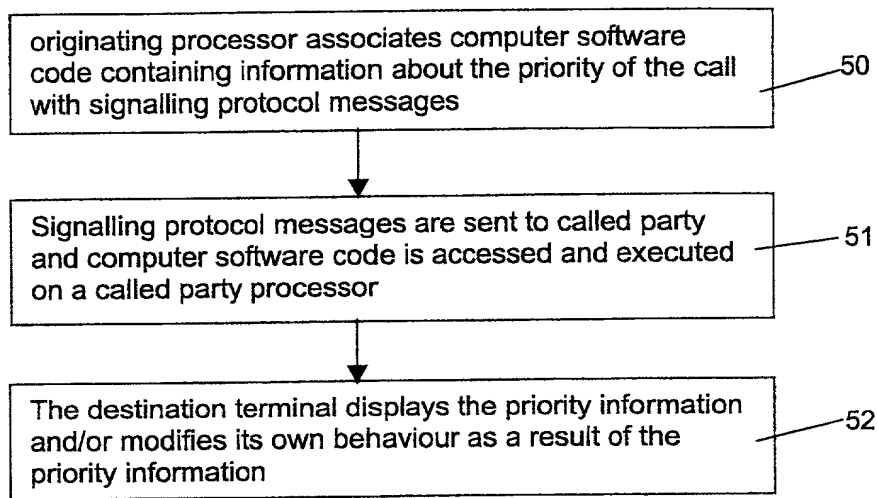 originating processor associates computer software
code containing information about the priority of the call
with signalling protocol messages
50
Signalling protocol messages are sent to called party
and computer software code is accessed and executed
on a called party processor
51
The destination terminal displays the priority information
and/or modifies its own behaviour as a result of the
priority information
52